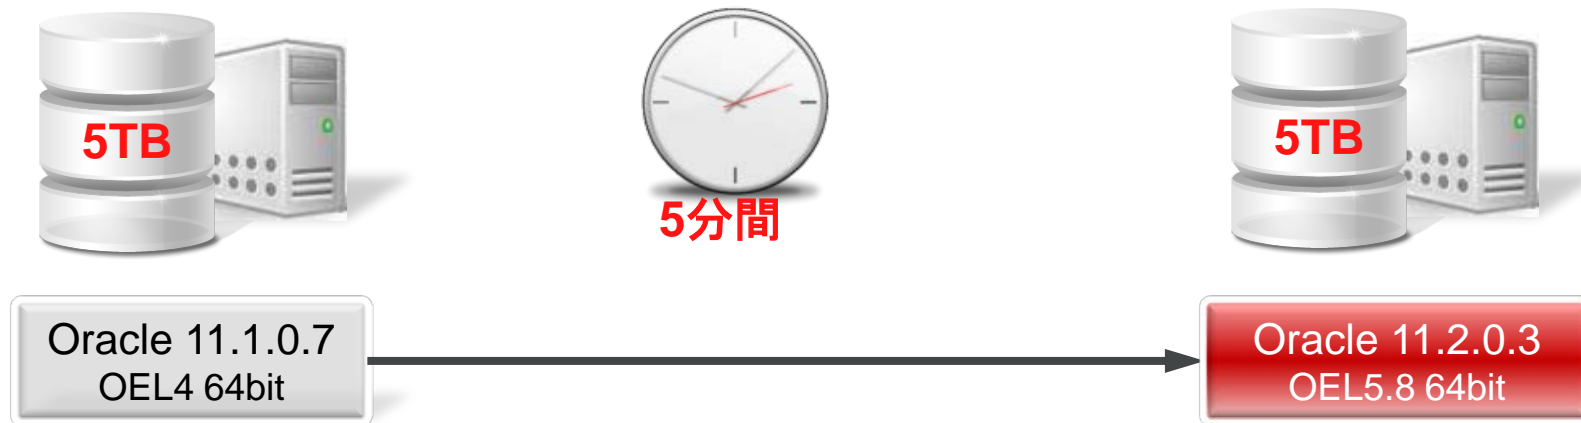 5TB
5分間
5TB
Oracle 11.1.0.7
OEL4 64bit
Oracle 11.2.0.3
OEL5.8 64bit